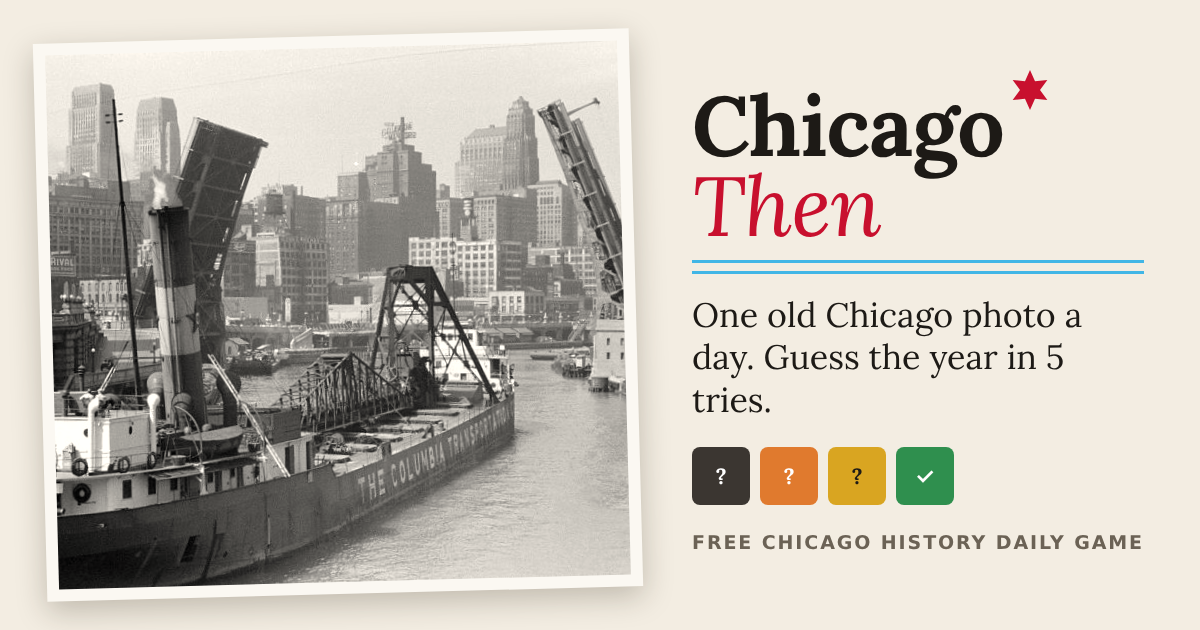 RIVAL
THE COLUMBIA
Chicago
Then
One old Chicago photo a
day. Guess the year in 5
tries.
? ? ? ✓
FREE CHICAGO HISTORY DAILY GAME